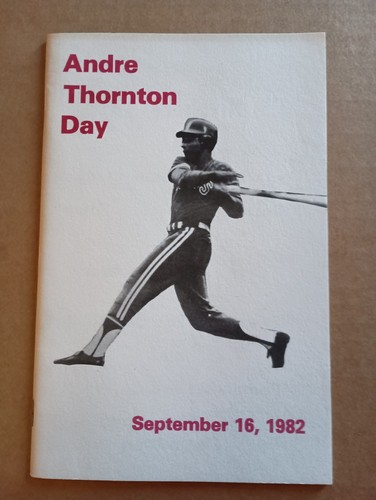 Andre
Thornton
Day
September 16, 1982